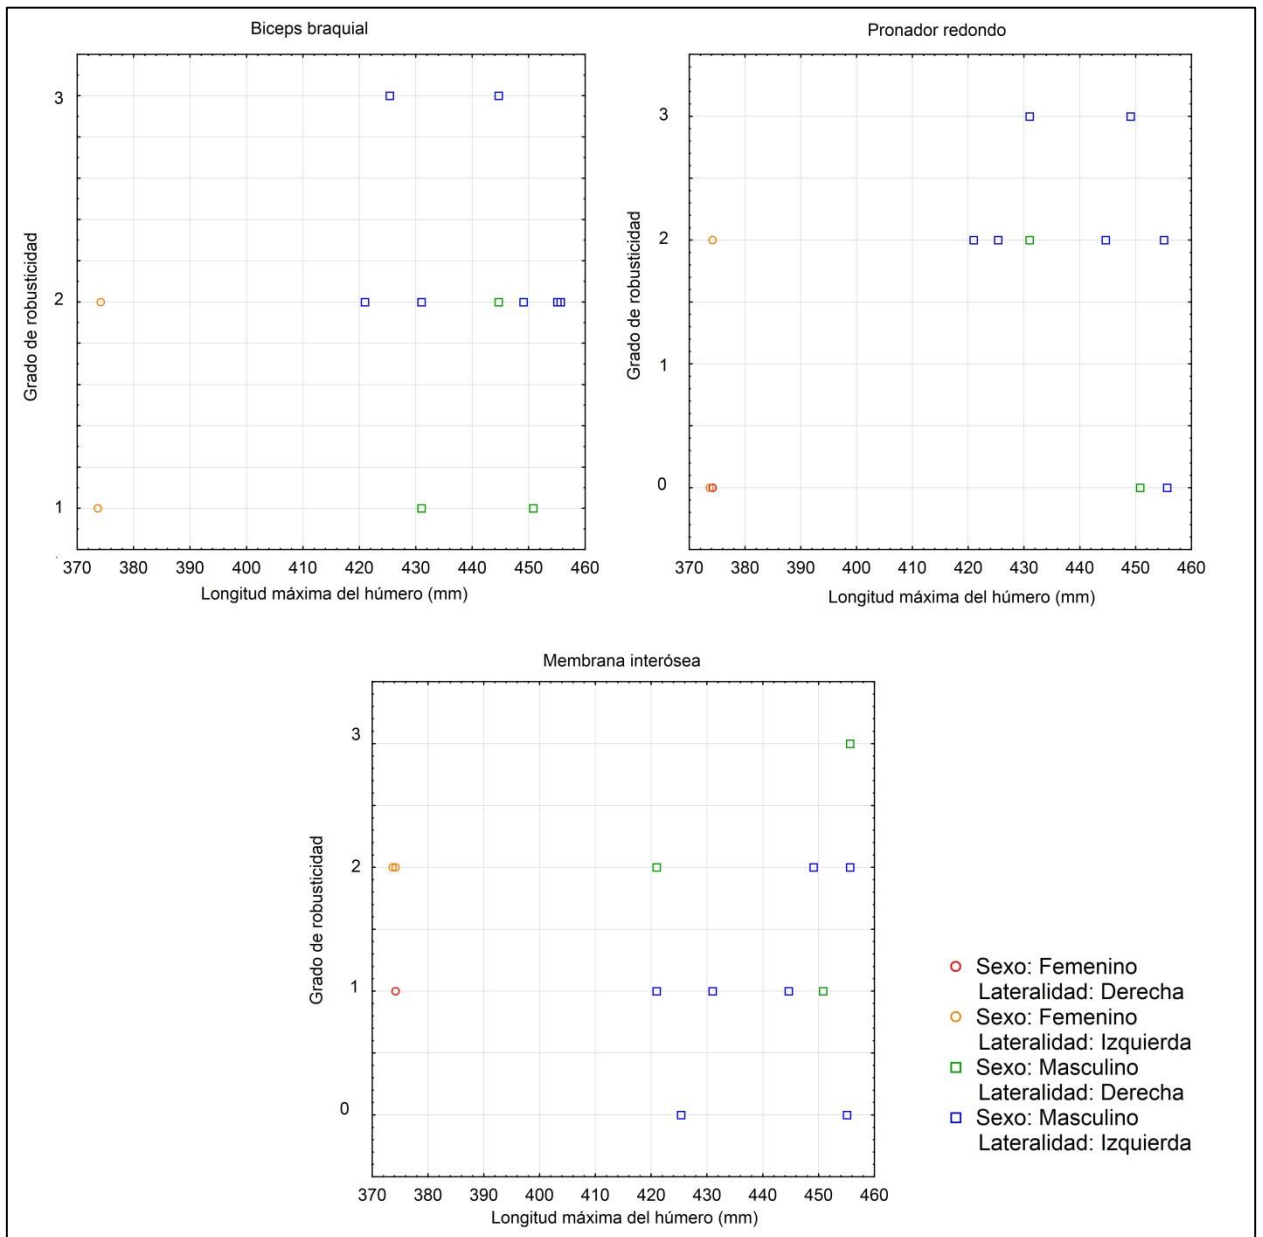 Biceps braquial
Grado de robusticidad
3
2
1
370 380 390 400 410 420 430 440 450 460
Longitud máxima del húmero (mm)
Pronador redondo
Grado de robusticidad
3
2
1
0
370 380 390 400 410 420 430 440 450 460
Longitud máxima del húmero (mm)
Membrana interósea
Grado de robusticidad
3
2
1
0
370 380 390 400 410 420 430 440 450 460
Longitud máxima del húmero (mm)
Sexo: Femenino
Lateralidad: Derecha
Sexo: Femenino
Lateralidad: Izquierda
Sexo: Masculino
Lateralidad: Derecha
Sexo: Masculino
Lateralidad: Izquierda